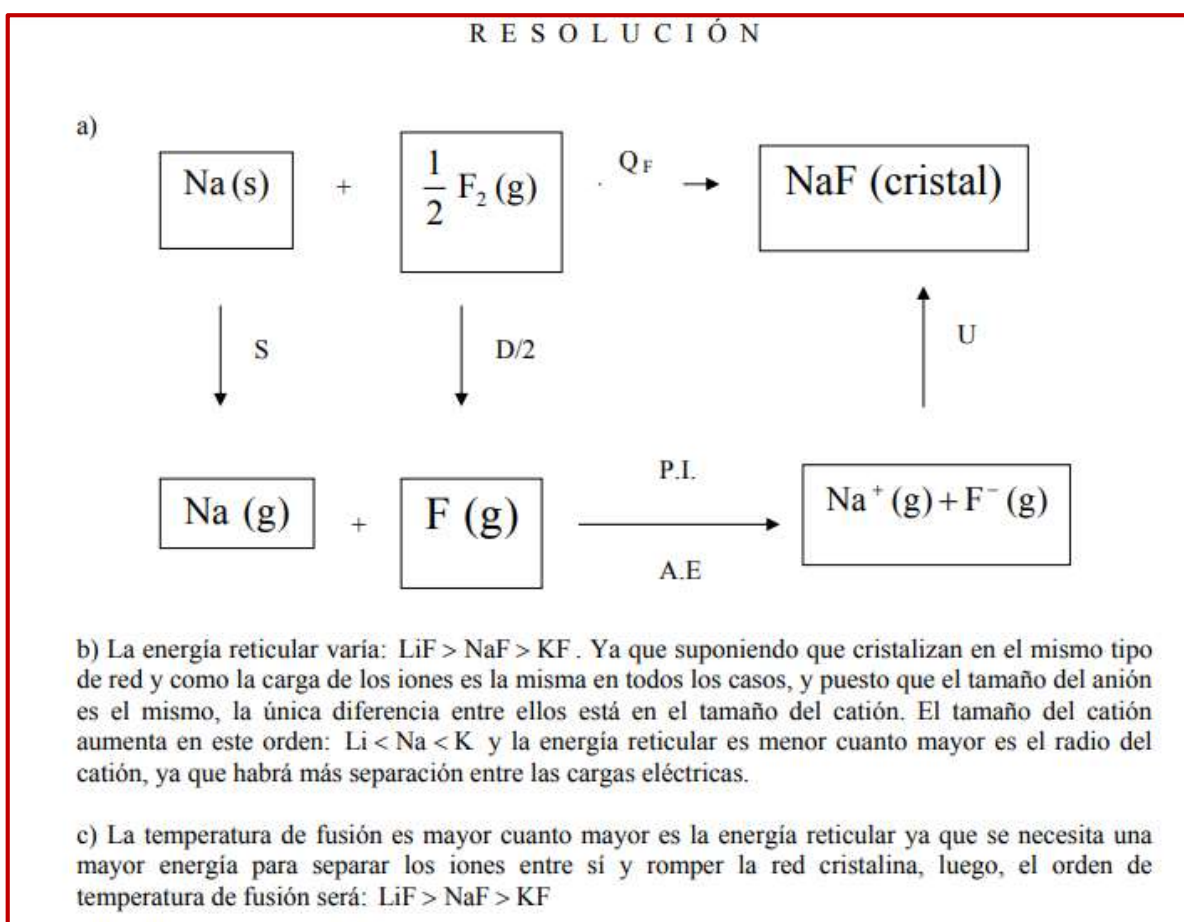 RESOLUCIÓN
a)
Na (s) + 1/2 F₂ (g) Q F NaF (cristal)
S D/2 U
P.I.
Na (g) + F (g) Na⁺ (g) + F⁻ (g)
A.E
b) La energía reticular varía: LiF > NaF > KF . Ya que suponiendo que cristalizan en el mismo tipo
de red y como la carga de los iones es la misma en todos los casos, y puesto que el tamaño del anión
es el mismo, la única diferencia entre ellos está en el tamaño del catión. El tamaño del catión
aumenta en este orden: Li < Na < K y la energía reticular es menor cuanto mayor es el radio del
catión, ya que habrá más separación entre las cargas eléctricas.
c) La temperatura de fusión es mayor cuanto mayor es la energía reticular ya que se necesita una
mayor energía para separar los iones entre sí y romper la red cristalina, luego, el orden de
temperatura de fusión será: LiF > NaF > KF